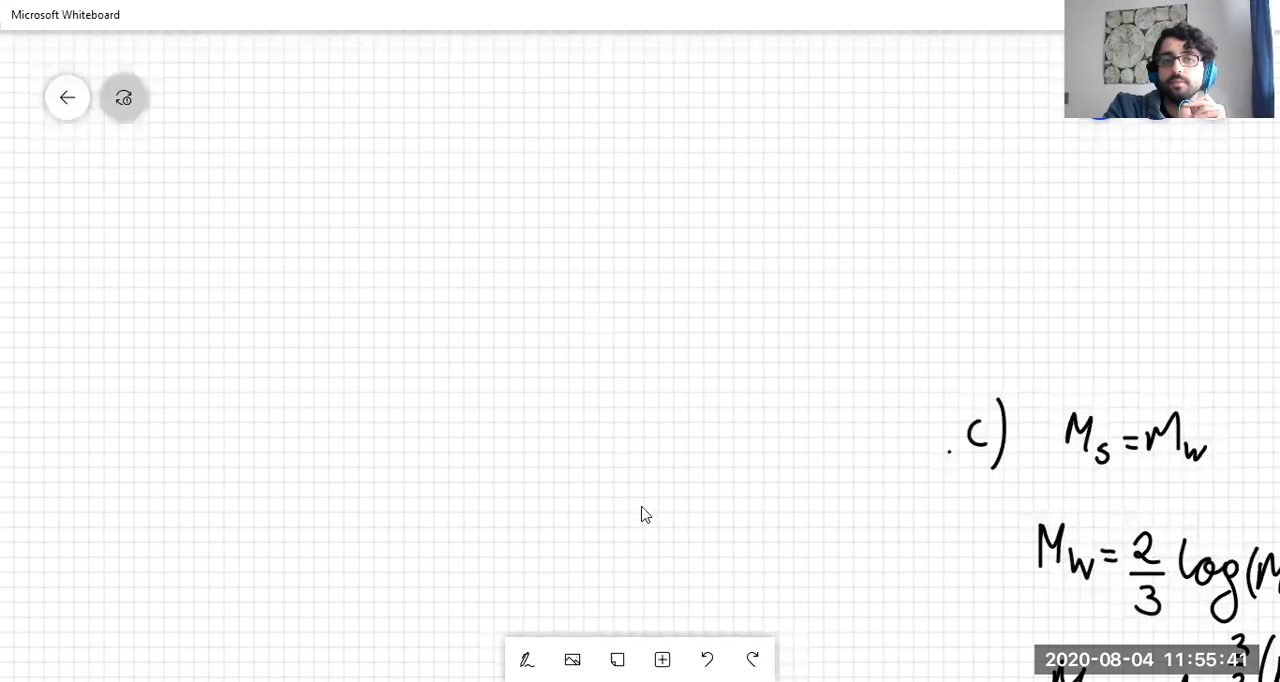 Microsoft Whiteboard
c) Ms = Mw
Mw = 2/3 log(M
2020-08-04 11:55:41